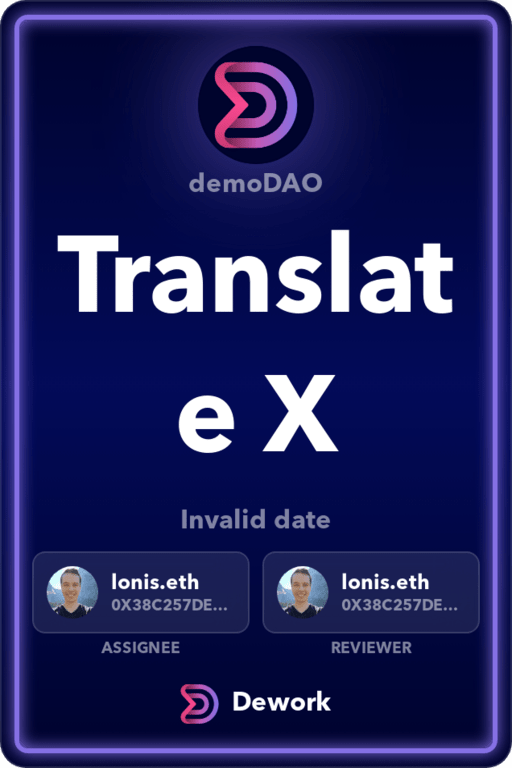 demoDAO
Translat
e X
Invalid date
lonis.eth
0X38C257DE...
ASSIGNEE
lonis.eth
0X38C257DE...
REVIEWER
Dework